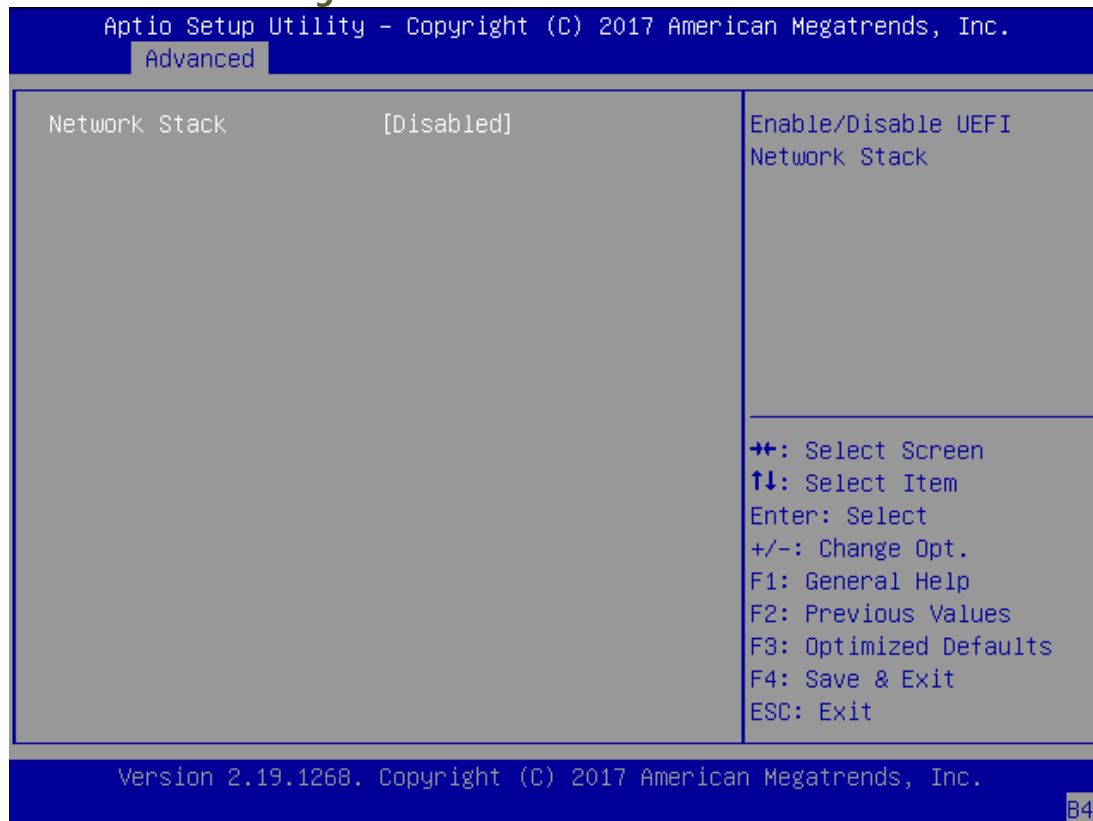 Aptio Setup Utility – Copyright (C) 2017 American Megatrends, Inc.
Advanced
Network Stack [Disabled]
Enable/Disable UEFI
Network Stack
→←: Select Screen
↑↓: Select Item
Enter: Select
+/-: Change Opt.
F1: General Help
F2: Previous Values
F3: Optimized Defaults
F4: Save & Exit
ESC: Exit
Version 2.19.1268. Copyright (C) 2017 American Megatrends, Inc.
B4